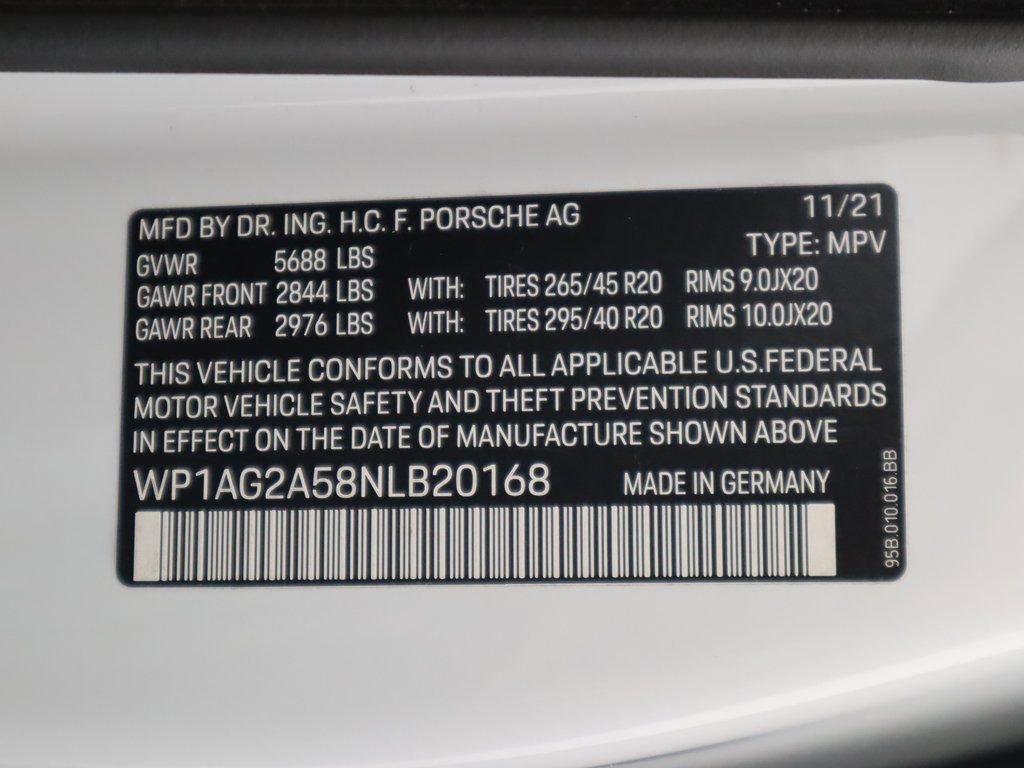 MFD BY DR. ING. H.C. F. PORSCHE AG 11/21
TYPE: MPV
GVWR 5688 LBS
GAWR FRONT 2844 LBS WITH: TIRES 265/45 R20 RIMS 9.0JX20
GAWR REAR 2976 LBS WITH: TIRES 295/40 R20 RIMS 10.0JX20
THIS VEHICLE CONFORMS TO ALL APPLICABLE U.S.FEDERAL
MOTOR VEHICLE SAFETY AND THEFT PREVENTION STANDARDS
IN EFFECT ON THE DATE OF MANUFACTURE SHOWN ABOVE
WP1AG2A58NLB20168 MADE IN GERMANY
95B.010.016.BB